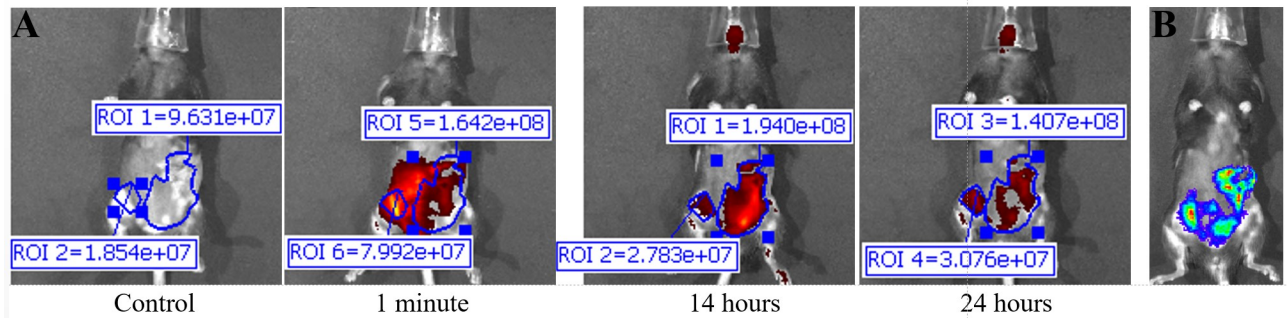 A
B
ROI 1=9.631e+07
ROI 5=1.642e+08
ROI 1=1.940e+08
ROI 3=1.407e+08
ROI 2=1.854e+07
ROI 6=7.992e+07
ROI 2=2.783e+07
ROI 4=3.076e+07
Control
1 minute
14 hours
24 hours